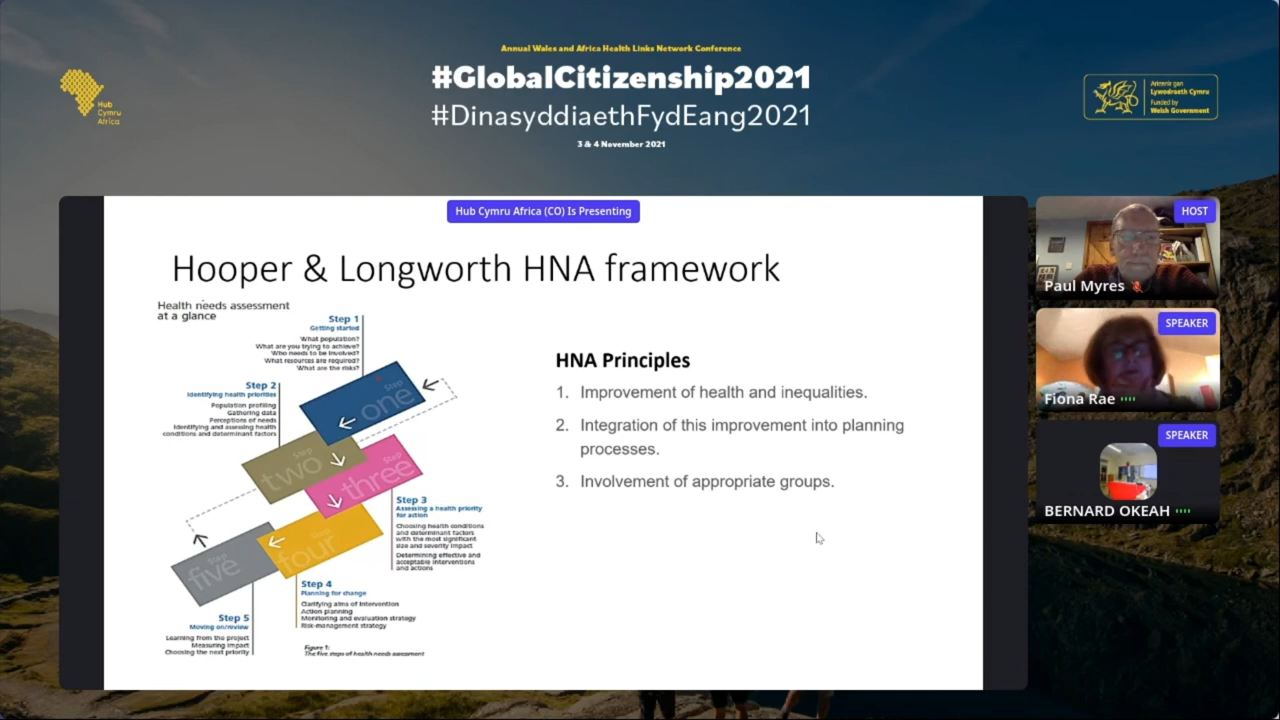 Annual Wales and Africa Health Links Network Conference
#GlobalCitizenship2021
#DinasyddiaethFydEang2021
3 & 4 November 2021
Hub
Cymru
Africa
Ariennir gan
Lywodraeth Cymru
Funded by
Welsh Government
Hub Cymru Africa (CO) Is Presenting
Hooper & Longworth HNA framework
Health needs assessment
at a glance
Step 1
Getting started
What population?
What are you trying to achieve?
Who needs to be involved?
What resources are required?
What are the risks?
Step 2
Identifying health priorities
Population profiling
Gathering data
Perceptions of needs
Identifying and assessing health
conditions and determinant factors
Step
one
Step
two
Step
three
Step
four
Step
five
Step 3
Assessing a health priority
for action
Choosing health conditions
and determinant factors
with the most significant
size and severity impact
Determining effective and
acceptable interventions
and actions
Step 4
Planning for change
Clarifying aims of intervention
Action planning
Monitoring and evaluation strategy
Risk-management strategy
Step 5
Moving on/review
Learning from the project
Measuring impact
Choosing the next priority
Figure 1:
The five steps of health needs assessment
HNA Principles
1. Improvement of health and inequalities.
2. Integration of this improvement into planning
processes.
3. Involvement of appropriate groups.
HOST
Paul Myres
SPEAKER
Fiona Rae
SPEAKER
BERNARD OKEAH